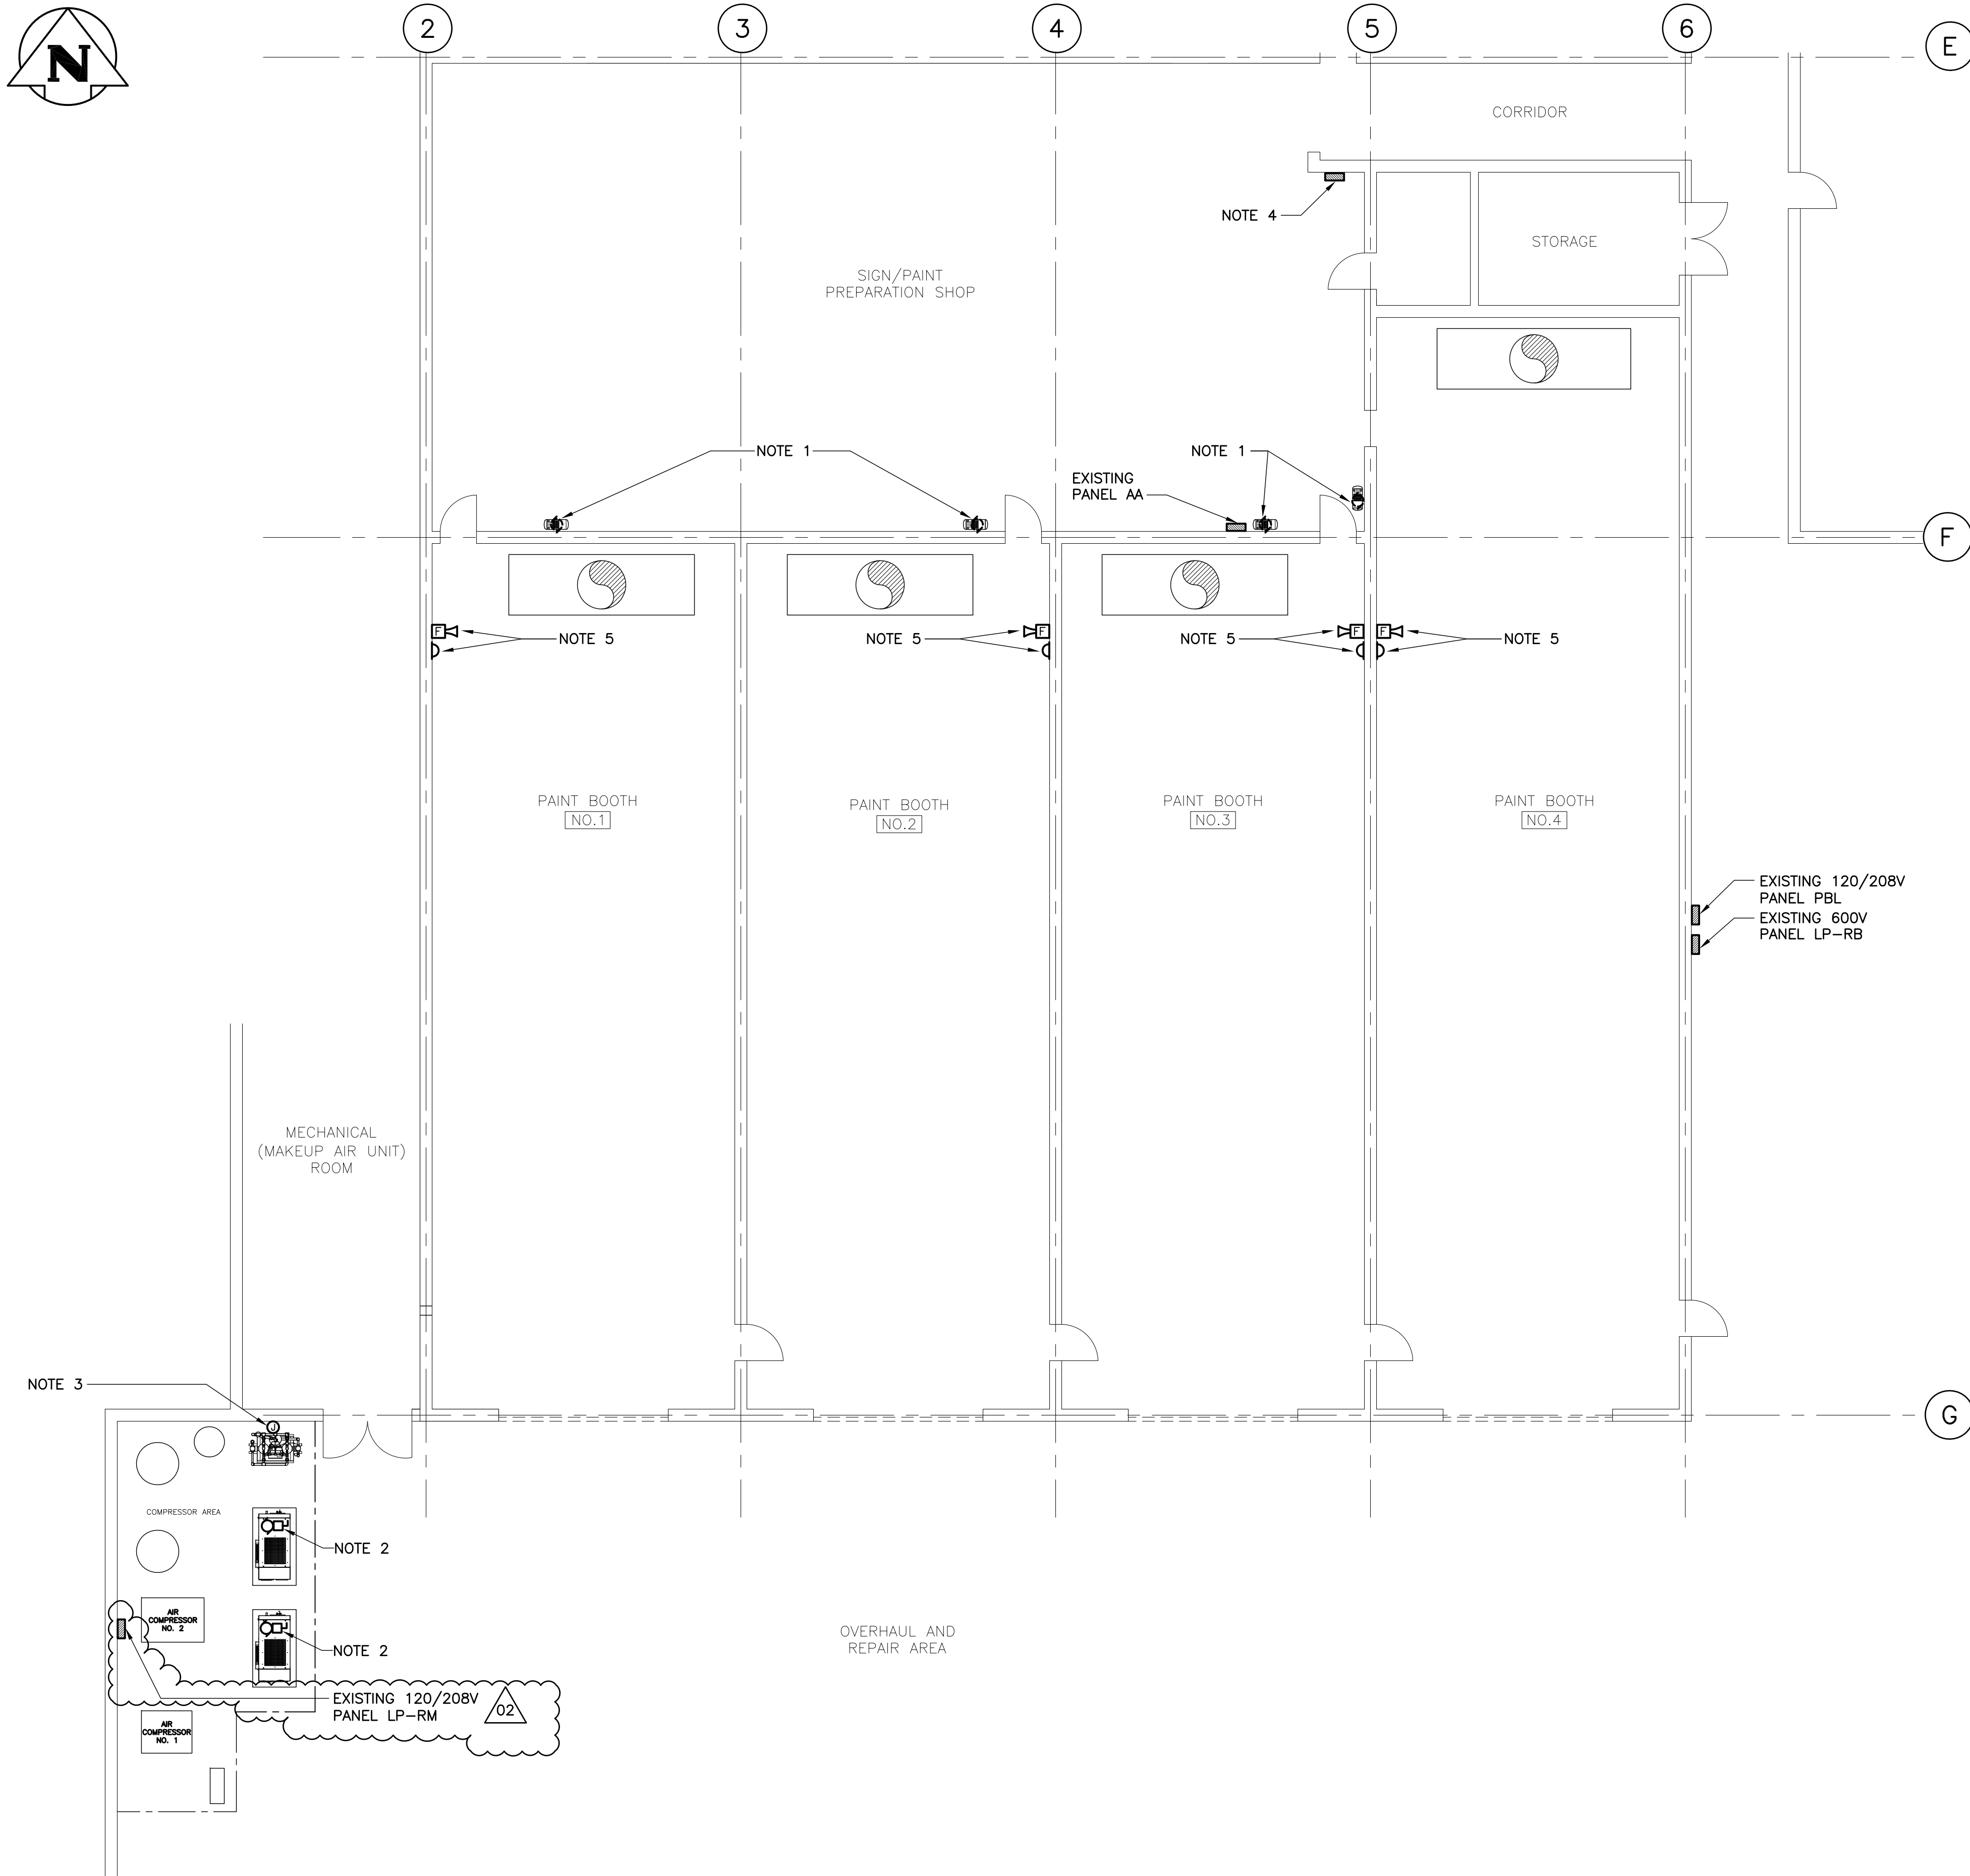 N
2
3
4
5
6
E
CORRIDOR
NOTE 4
STORAGE
SIGN/PAINT
PREPARATION SHOP
NOTE 1
NOTE 1
EXISTING
PANEL AA
F
F
F
F
F
NOTE 5
NOTE 5
NOTE 5
NOTE 5
PAINT BOOTH
NO.1
PAINT BOOTH
NO.2
PAINT BOOTH
NO.3
PAINT BOOTH
NO.4
EXISTING 120/208V
PANEL PBL
EXISTING 600V
PANEL LP-RB
MECHANICAL
(MAKEUP AIR UNIT)
ROOM
NOTE 3
J
G
COMPRESSOR AREA
NOTE 2
AIR
COMPRESSOR
NO. 2
NOTE 2
OVERHAUL AND
REPAIR AREA
EXISTING 120/208V
PANEL LP-RM
02
AIR
COMPRESSOR
NO. 1